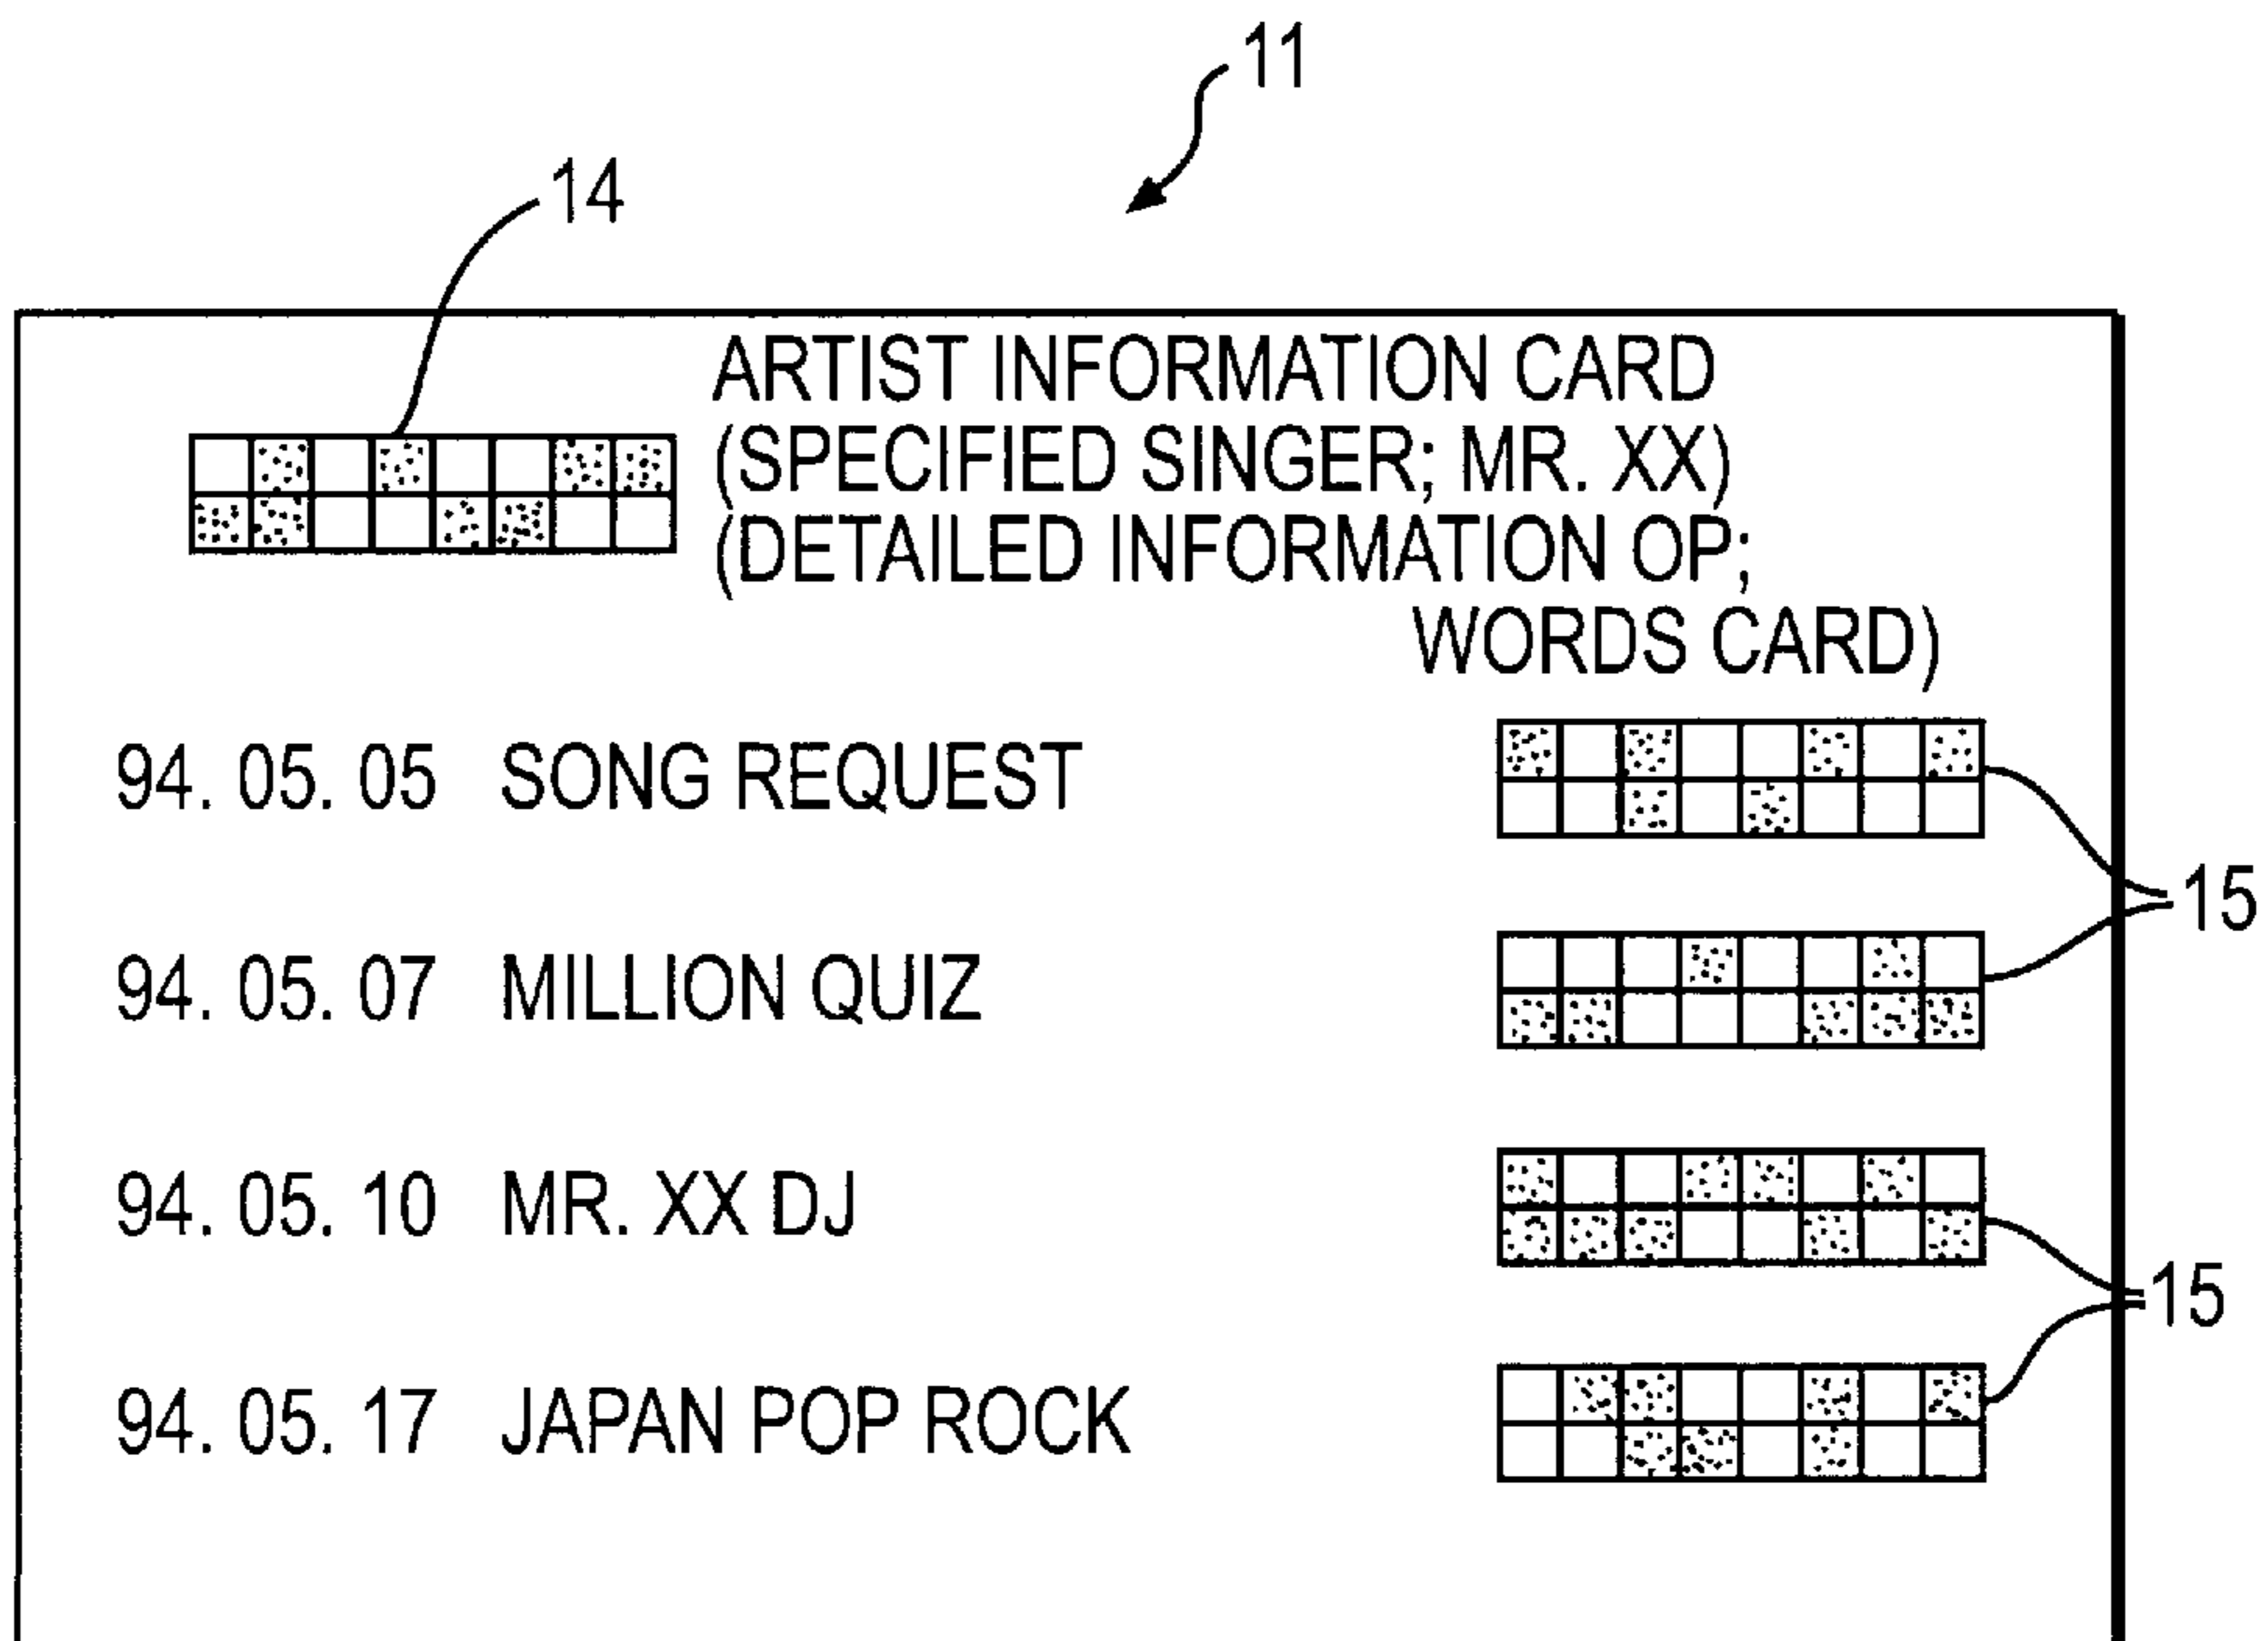 11
14
ARTIST INFORMATION CARD
(SPECIFIED SINGER; MR. XX)
(DETAILED INFORMATION OP;
WORDS CARD)
94. 05. 05 SONG REQUEST
15
94. 05. 07 MILLION QUIZ
94. 05. 10 MR. XX DJ
15
94. 05. 17 JAPAN POP ROCK